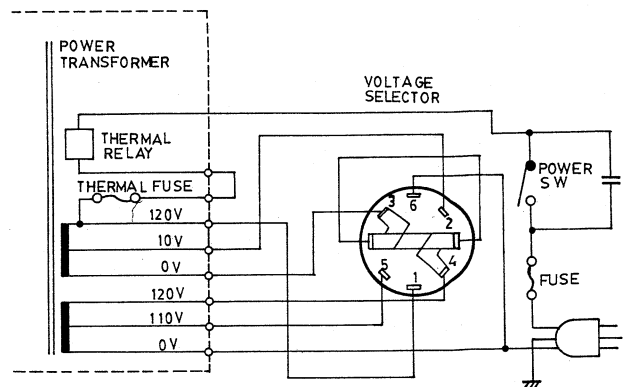 POWER
TRANSFORMER
VOLTAGE
SELECTOR
THERMAL
RELAY
POWER
SW
THERMAL FUSE
3
6
2
120V
10V
0V
5
1
4
FUSE
120V
110V
0V